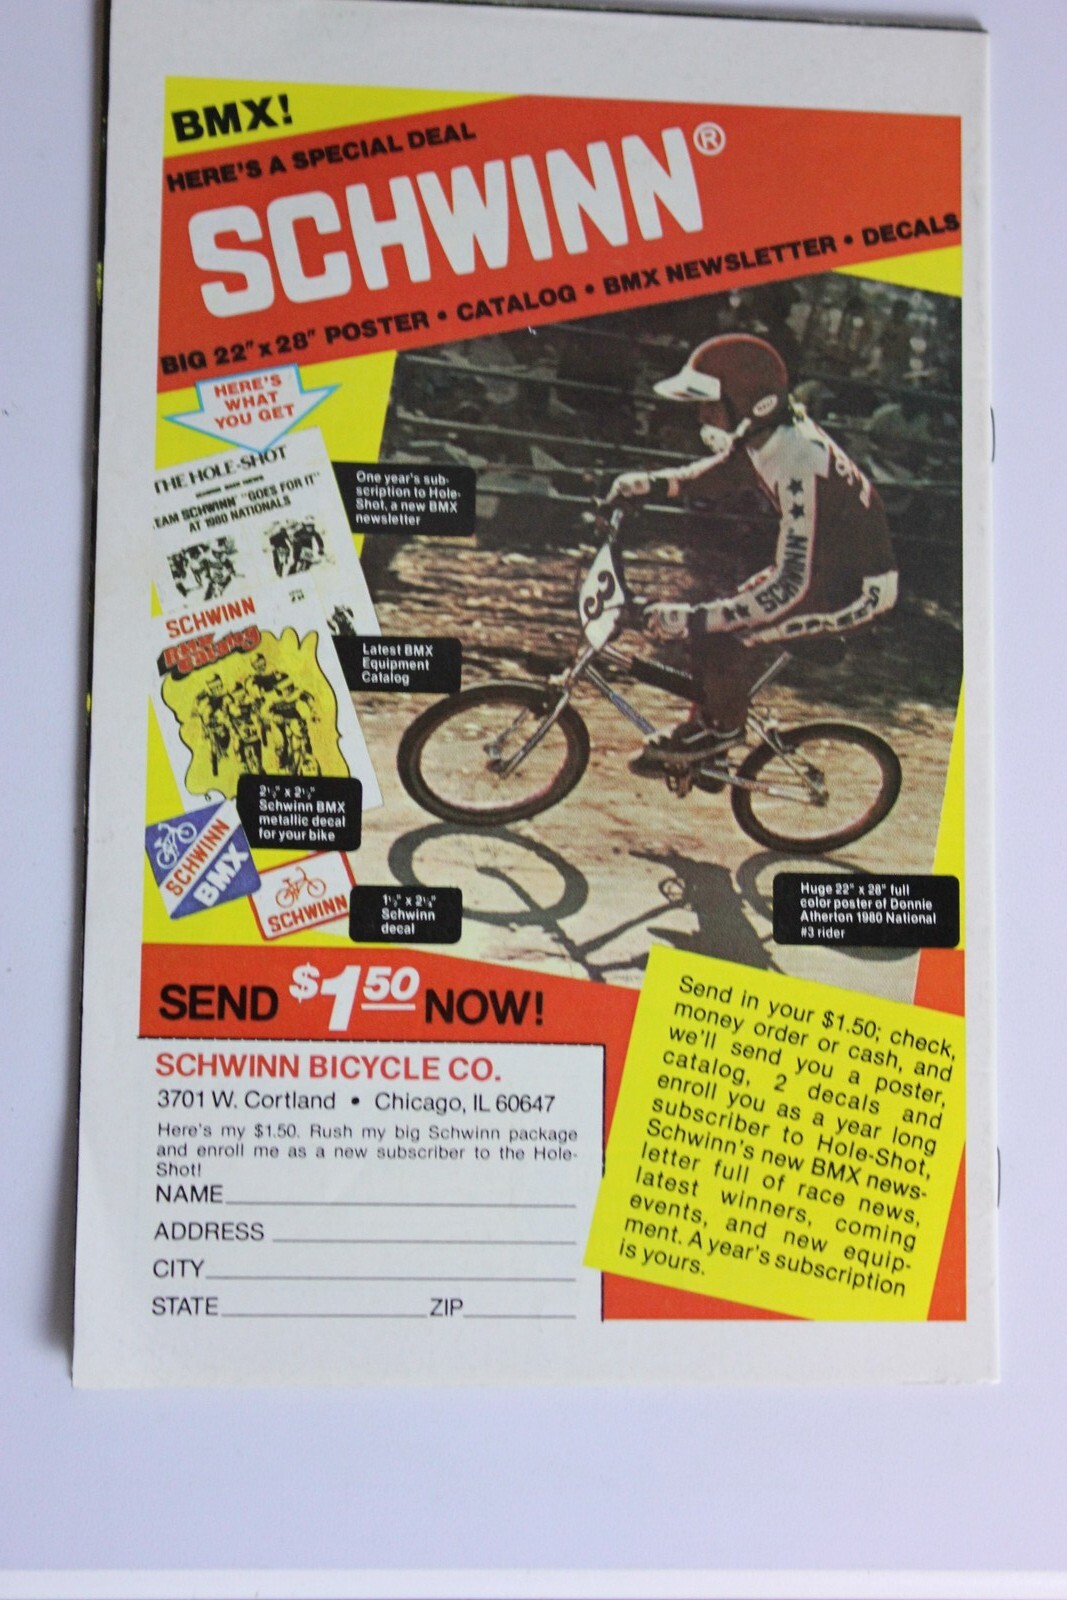 BMX!
HERE'S A SPECIAL DEAL
SCHWINN®
BIG 22" x 28" POSTER • CATALOG • BMX NEWSLETTER • DECALS
HERE'S
WHAT
YOU GET
THE HOLE-SHOT
TEAM SCHWINN "GOES FOR IT"
AT 1980 NATIONALS
One year's sub-
scription to Hole-
Shot, a new BMX
newsletter
SCHWINN
Latest BMX
Equipment
Catalog
2½" x 2½"
Schwinn BMX
metallic decal
for your bike
SCHWINN
BMX
SCHWINN
1½" x 2½"
Schwinn
decal
3
SCHWINN
Huge 22" x 28" full
color poster of Donnie
Atherton 1980 National
#3 rider
SEND $1.50 NOW!
SCHWINN BICYCLE CO.
3701 W. Cortland • Chicago, IL 60647
Here's my $1.50. Rush my big Schwinn package
and enroll me as a new subscriber to the Hole-
Shot!
NAME
ADDRESS
CITY
STATE ZIP
Send in your $1.50; check,
money order or cash, and
we'll send you a poster,
catalog, 2 decals and
enroll you as a year long
subscriber to Hole-Shot,
Schwinn's new BMX news-
letter full of race news,
latest winners, coming
events, and new equip-
ment. A year's subscription
is yours.